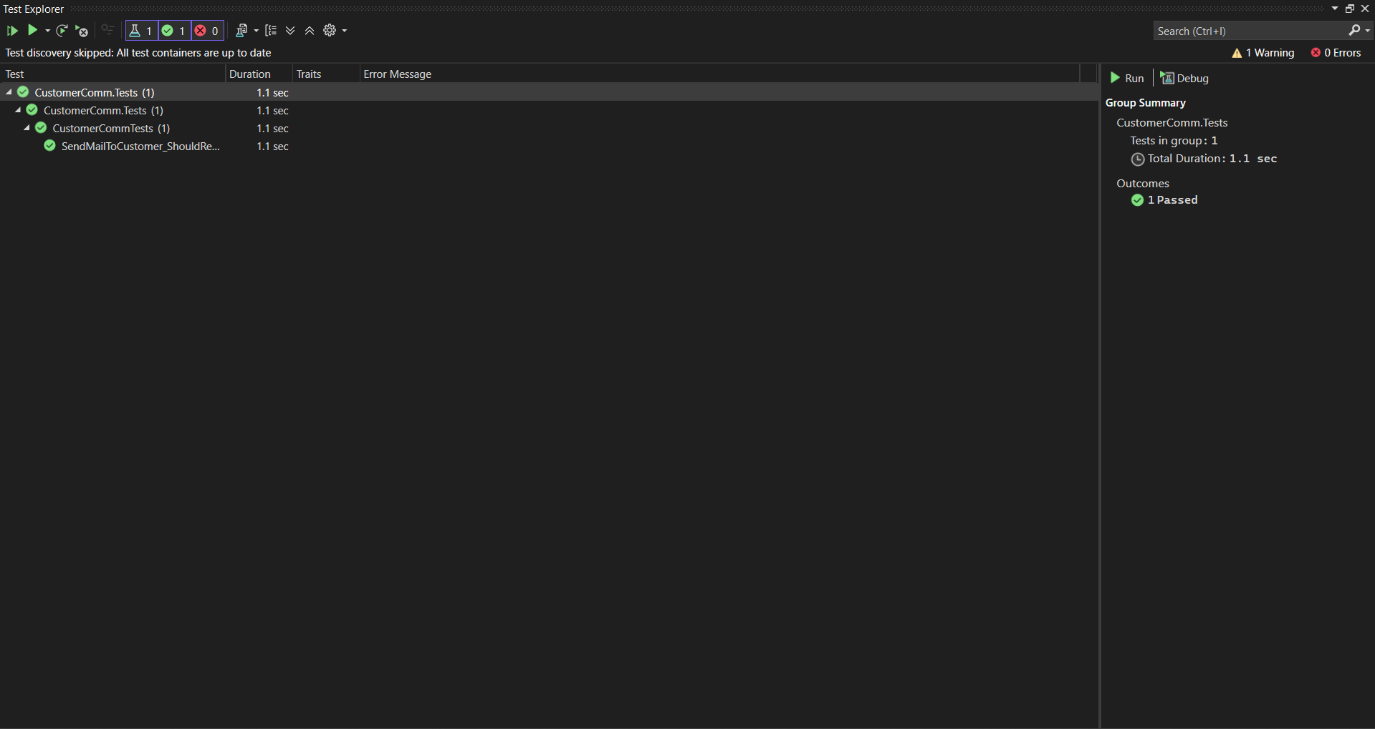 Test Explorer
1 1 0
Search (Ctrl+I)
Test discovery skipped: All test containers are up to date
1 Warning 0 Errors
Test Duration Traits Error Message
CustomerComm.Tests (1) 1.1 sec
CustomerComm.Tests (1) 1.1 sec
CustomerCommTests (1) 1.1 sec
SendMailToCustomer_ShouldRe... 1.1 sec
Run Debug
Group Summary
CustomerComm.Tests
Tests in group: 1
Total Duration: 1.1 sec
Outcomes
1 Passed